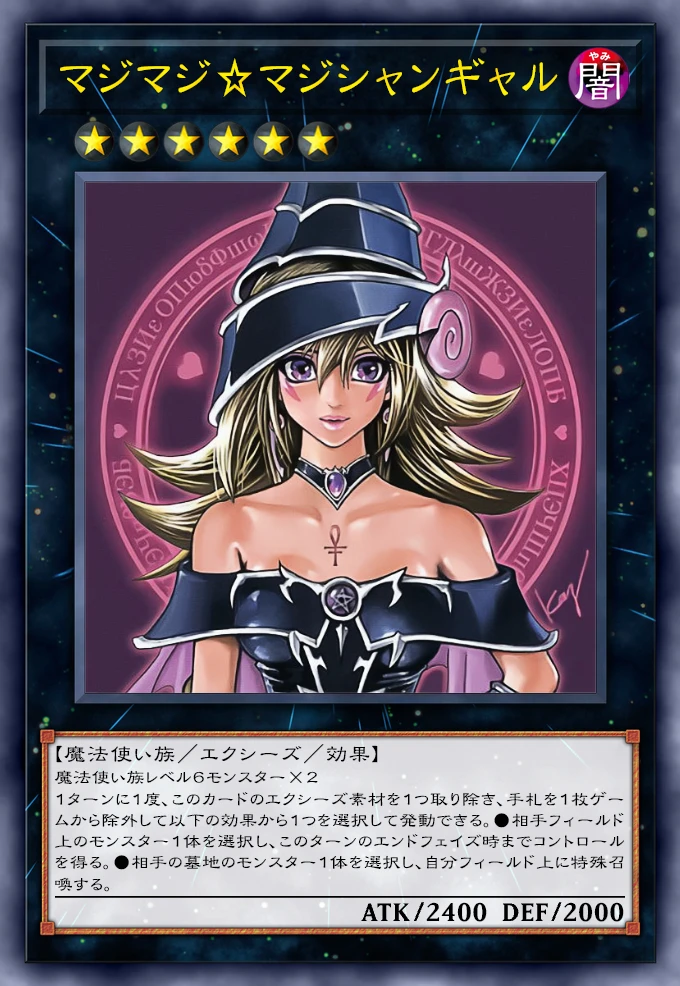 マジマジ☆マジシャンギャル
やみ
闇
【魔法使い族／エクシーズ／効果】
魔法使い族レベル6モンスター×2
1ターンに1度、このカードのエクシーズ素材を1つ取り除き、手札を1枚ゲー
ムから除外して以下の効果から1つを選択して発動できる。●相手フィールド
上のモンスター1体を選択し、このターンのエンドフェイズ時までコントロール
を得る。●相手の墓地のモンスター1体を選択し、自分フィールド上に特殊召
喚する。
ATK/2400 DEF/2000